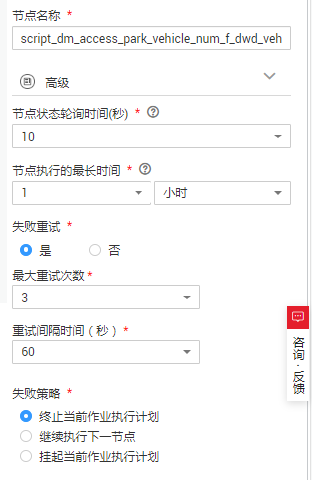 节点名称 *
script_dm_access_park_vehicle_num_f_dwd_veh
高级
节点状态轮询时间(秒) *
10
节点执行的最长时间 *
1 小时
失败重试 *
是 否
最大重试次数 *
3
重试间隔时间（秒） *
60
咨询·反馈
失败策略 *
终止当前作业执行计划
继续执行下一节点
挂起当前作业执行计划